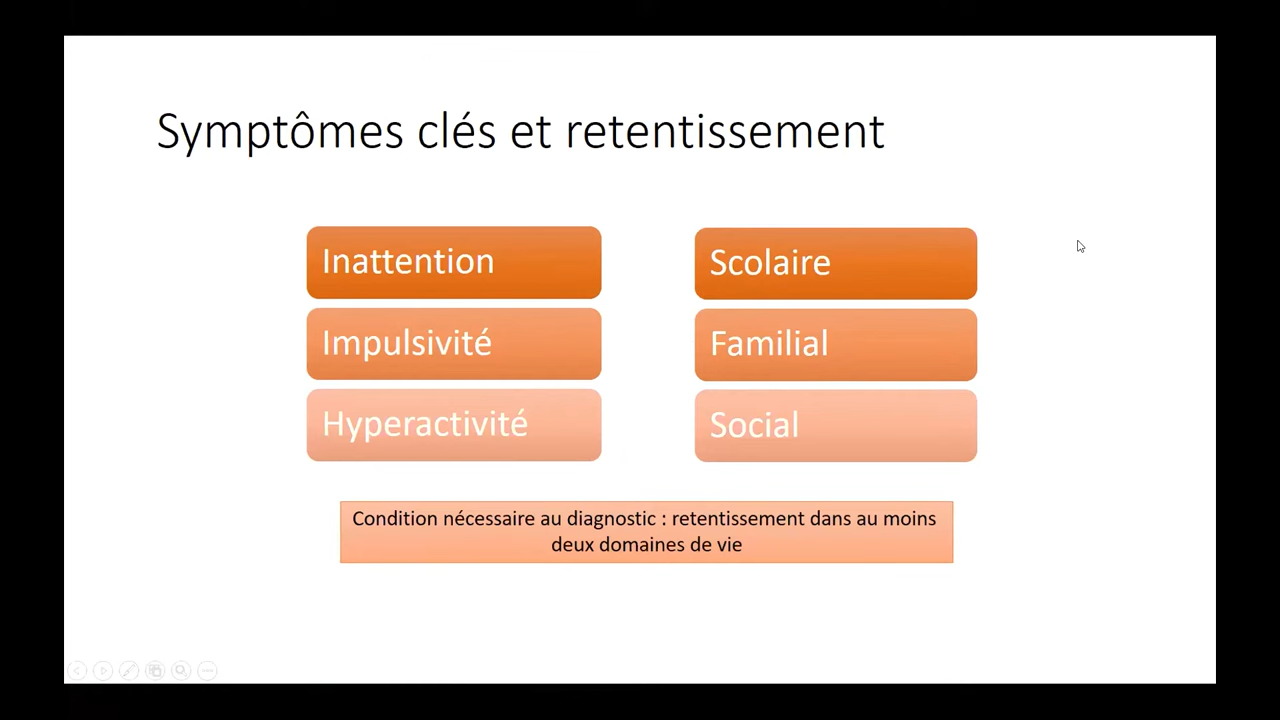 Symptômes clés et retentissement
Inattention
Impulsivité
Hyperactivité
Scolaire
Familial
Social
Condition nécessaire au diagnostic : retentissement dans au moins
deux domaines de vie